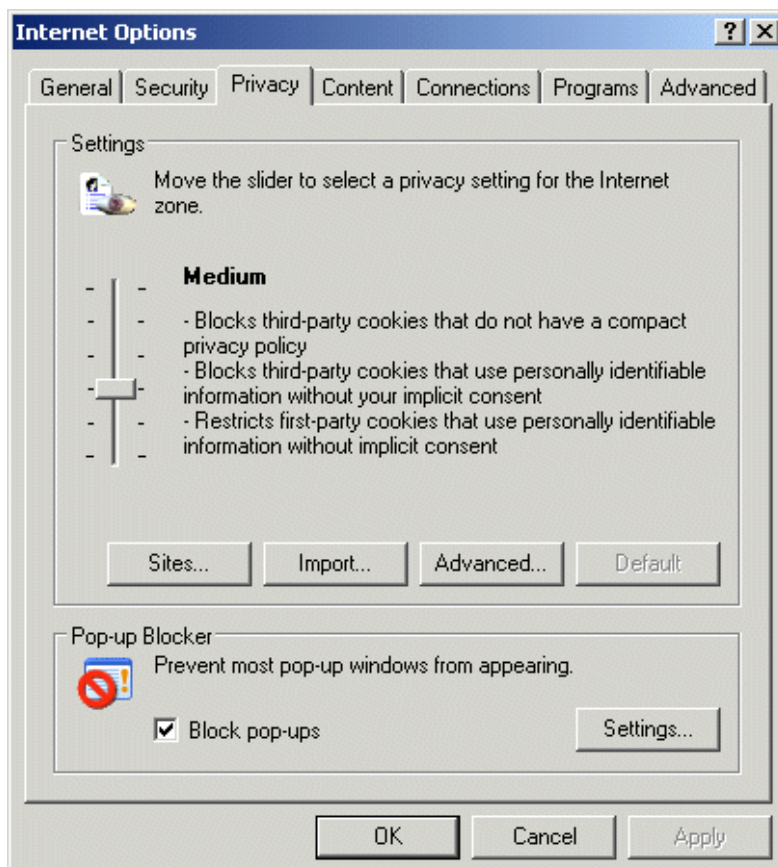 Internet Options
General Security Privacy Content Connections Programs Advanced
Settings
Move the slider to select a privacy setting for the Internet
zone.
Medium
- Blocks third-party cookies that do not have a compact
privacy policy
- Blocks third-party cookies that use personally identifiable
information without your implicit consent
- Restricts first-party cookies that use personally identifiable
information without implicit consent
Sites... Import... Advanced... Default
Pop-up Blocker
Prevent most pop-up windows from appearing.
Block pop-ups Settings...
OK Cancel Apply